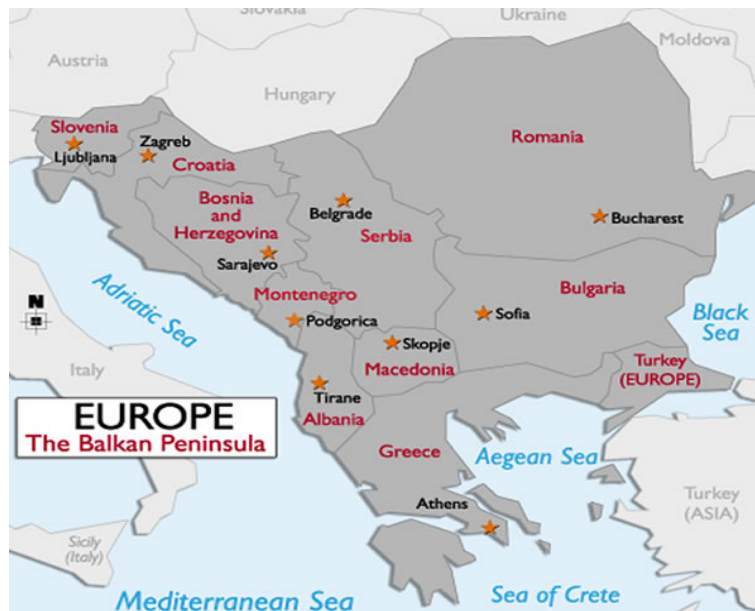 Slovakia
Ukraine
Moldova
Austria
Hungary
Slovenia
Ljubljana
Zagreb
Croatia
Romania
Bosnia
and
Herzegovina
Sarajevo
Belgrade
Serbia
Bucharest
Montenegro
Podgorica
Bulgaria
Sofia
Black
Sea
Adriatic Sea
N
Italy
Skopje
Macedonia
Turkey
(EUROPE)
Tirane
Albania
EUROPE
The Balkan Peninsula
Greece
Aegean Sea
Athens
Turkey
(ASIA)
Sicily
(Italy)
Mediterranean Sea
Sea of Crete